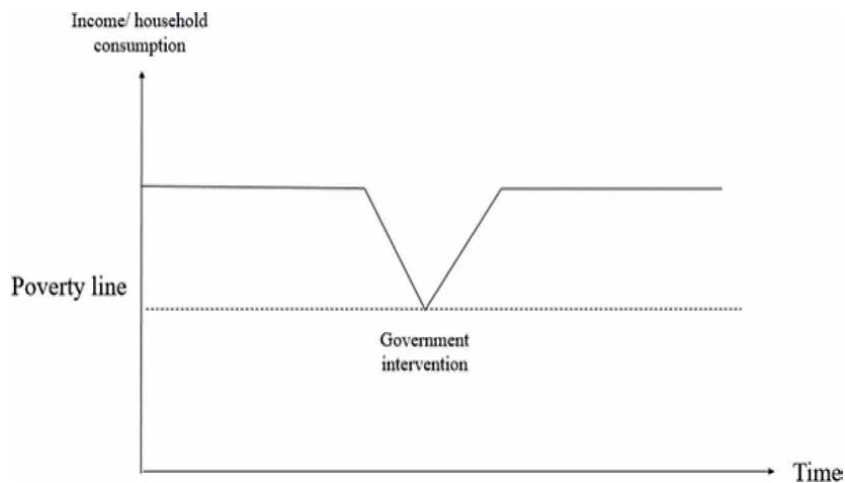 Income/ household
consumption
Poverty line
Government
intervention
Time